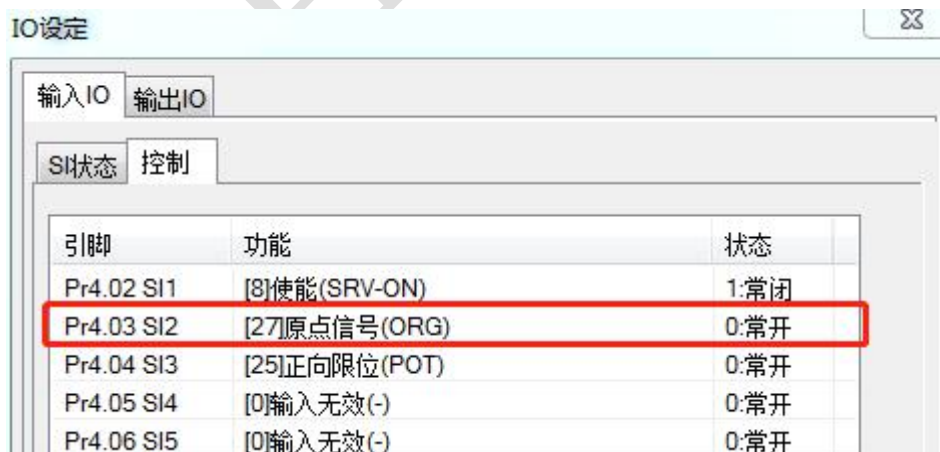 IO设定
输入IO 输出IO
SI状态 控制
引脚 功能 状态
Pr4.02 SI1 [8]使能(SRV-ON) 1:常闭
Pr4.03 SI2 [27]原点信号(ORG) 0:常开
Pr4.04 SI3 [25]正向限位(POT) 0:常开
Pr4.05 SI4 [0]输入无效(-) 0:常开
Pr4.06 SI5 [0]输入无效(-) 0:常开